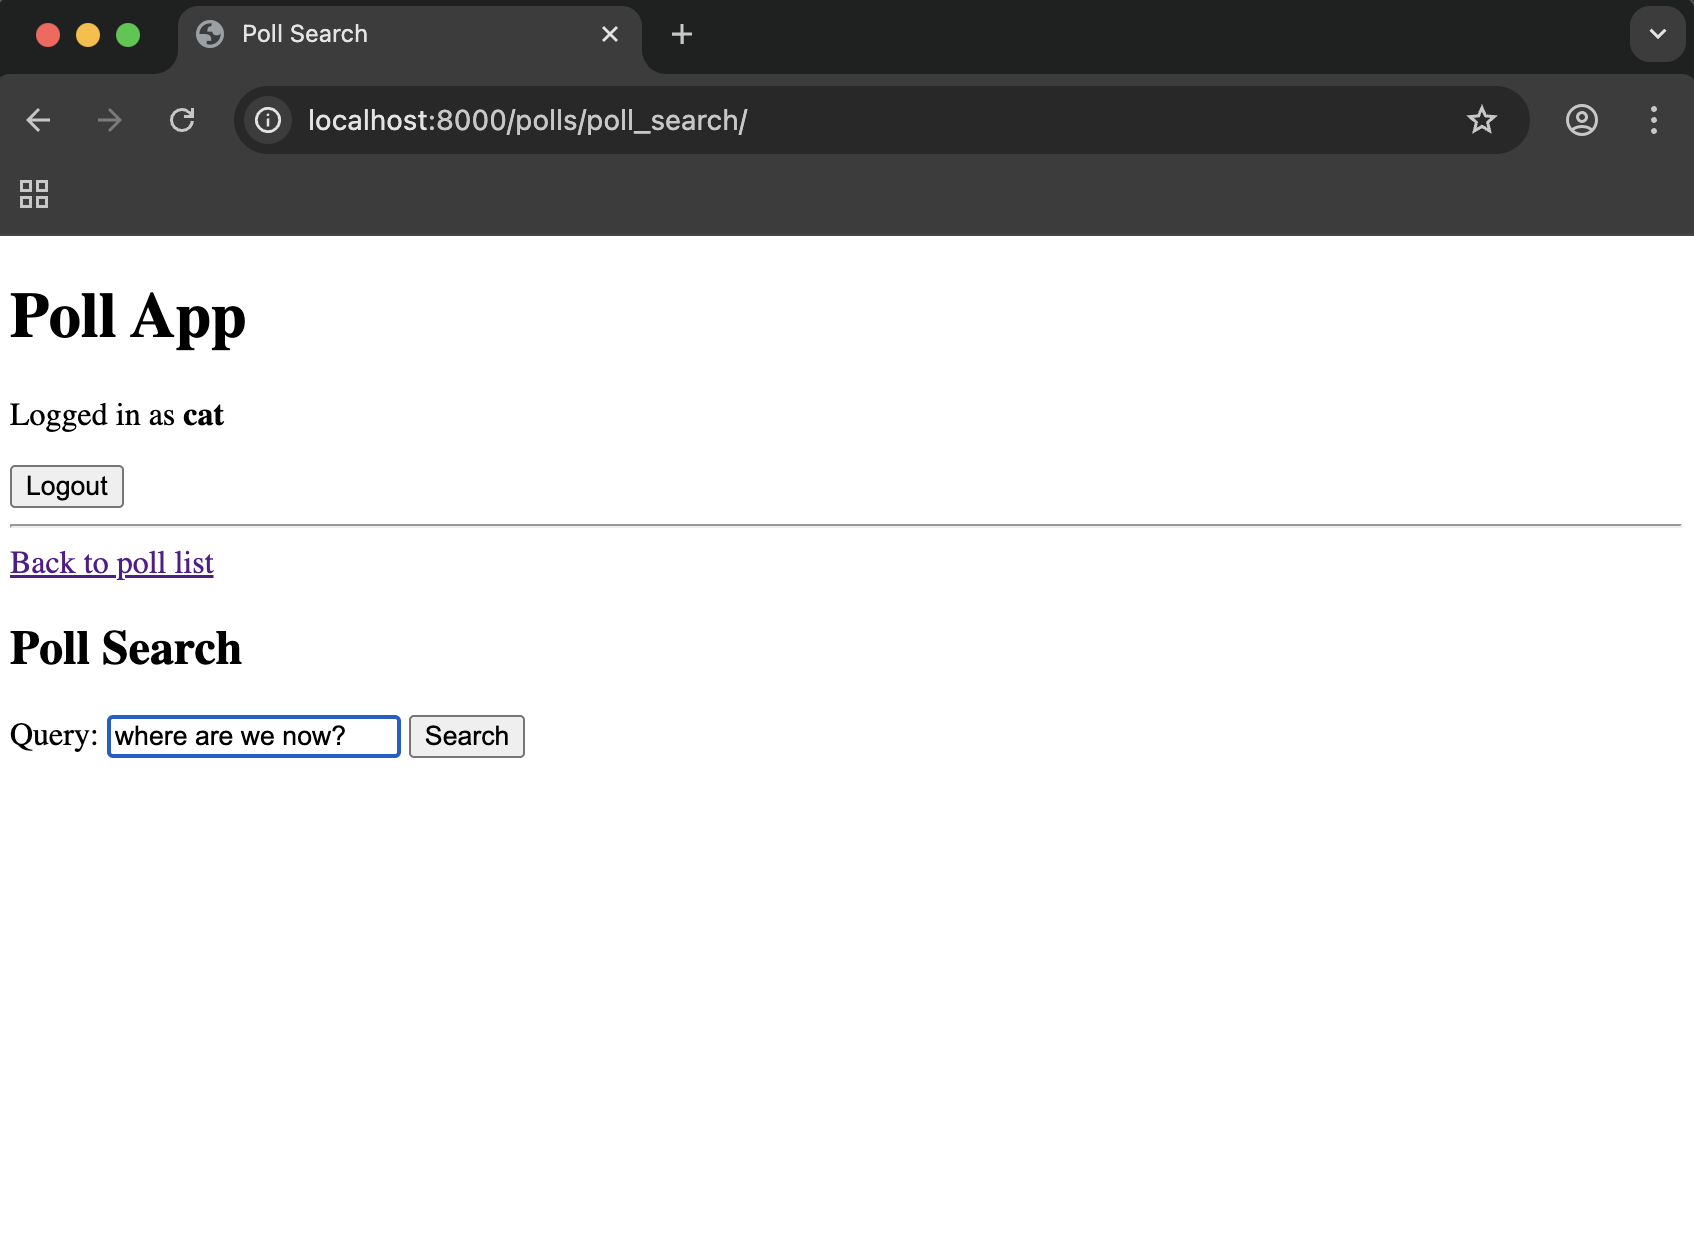 Poll Search
localhost:8000/polls/poll_search/
Poll App
Logged in as cat
Logout
Back to poll list
Poll Search
Query: where are we now? Search